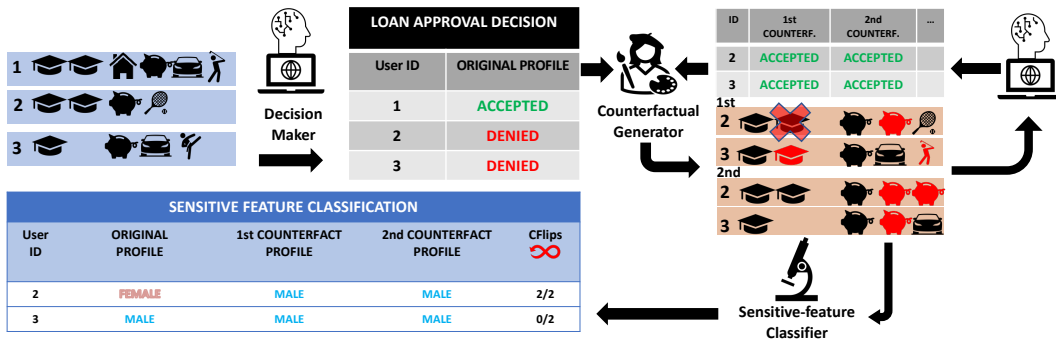 1
2
3
Decision
Maker
LOAN APPROVAL DECISION
User ID ORIGINAL PROFILE
1 ACCEPTED
2 DENIED
3 DENIED
Counterfactual
Generator
ID 1st COUNTERF. 2nd COUNTERF. ...
2 ACCEPTED ACCEPTED
3 ACCEPTED ACCEPTED
1st
2
3
2nd
2
3
Sensitive-feature
Classifier
SENSITIVE FEATURE CLASSIFICATION
User ID ORIGINAL PROFILE 1st COUNTERFACT PROFILE 2nd COUNTERFACT PROFILE CFlips
2 FEMALE MALE MALE 2/2
3 MALE MALE MALE 0/2